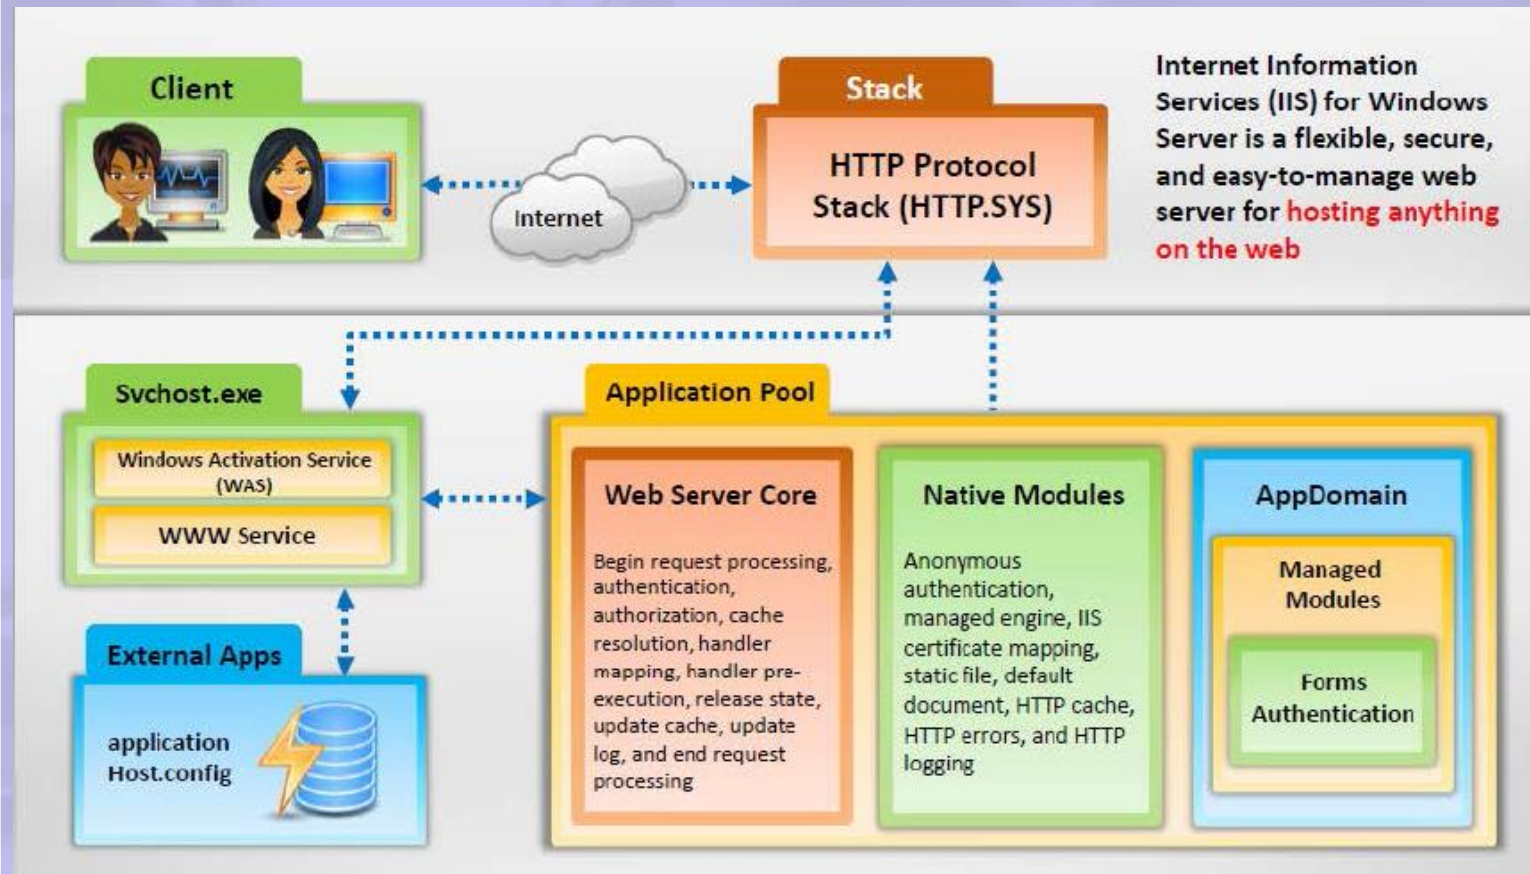 Client
Internet
Stack
HTTP Protocol
Stack (HTTP.SYS)
Internet Information
Services (IIS) for Windows
Server is a flexible, secure,
and easy-to-manage web
server for hosting anything
on the web
Svchost.exe
Windows Activation Service
(WAS)
WWW Service
External Apps
application
Host.config
Application Pool
Web Server Core
Begin request processing,
authentication,
authorization, cache
resolution, handler
mapping, handler pre-
execution, release state,
update cache, update
log, and end request
processing
Native Modules
Anonymous
authentication,
managed engine, IIS
certificate mapping,
static file, default
document, HTTP cache,
HTTP errors, and HTTP
logging
AppDomain
Managed
Modules
Forms
Authentication